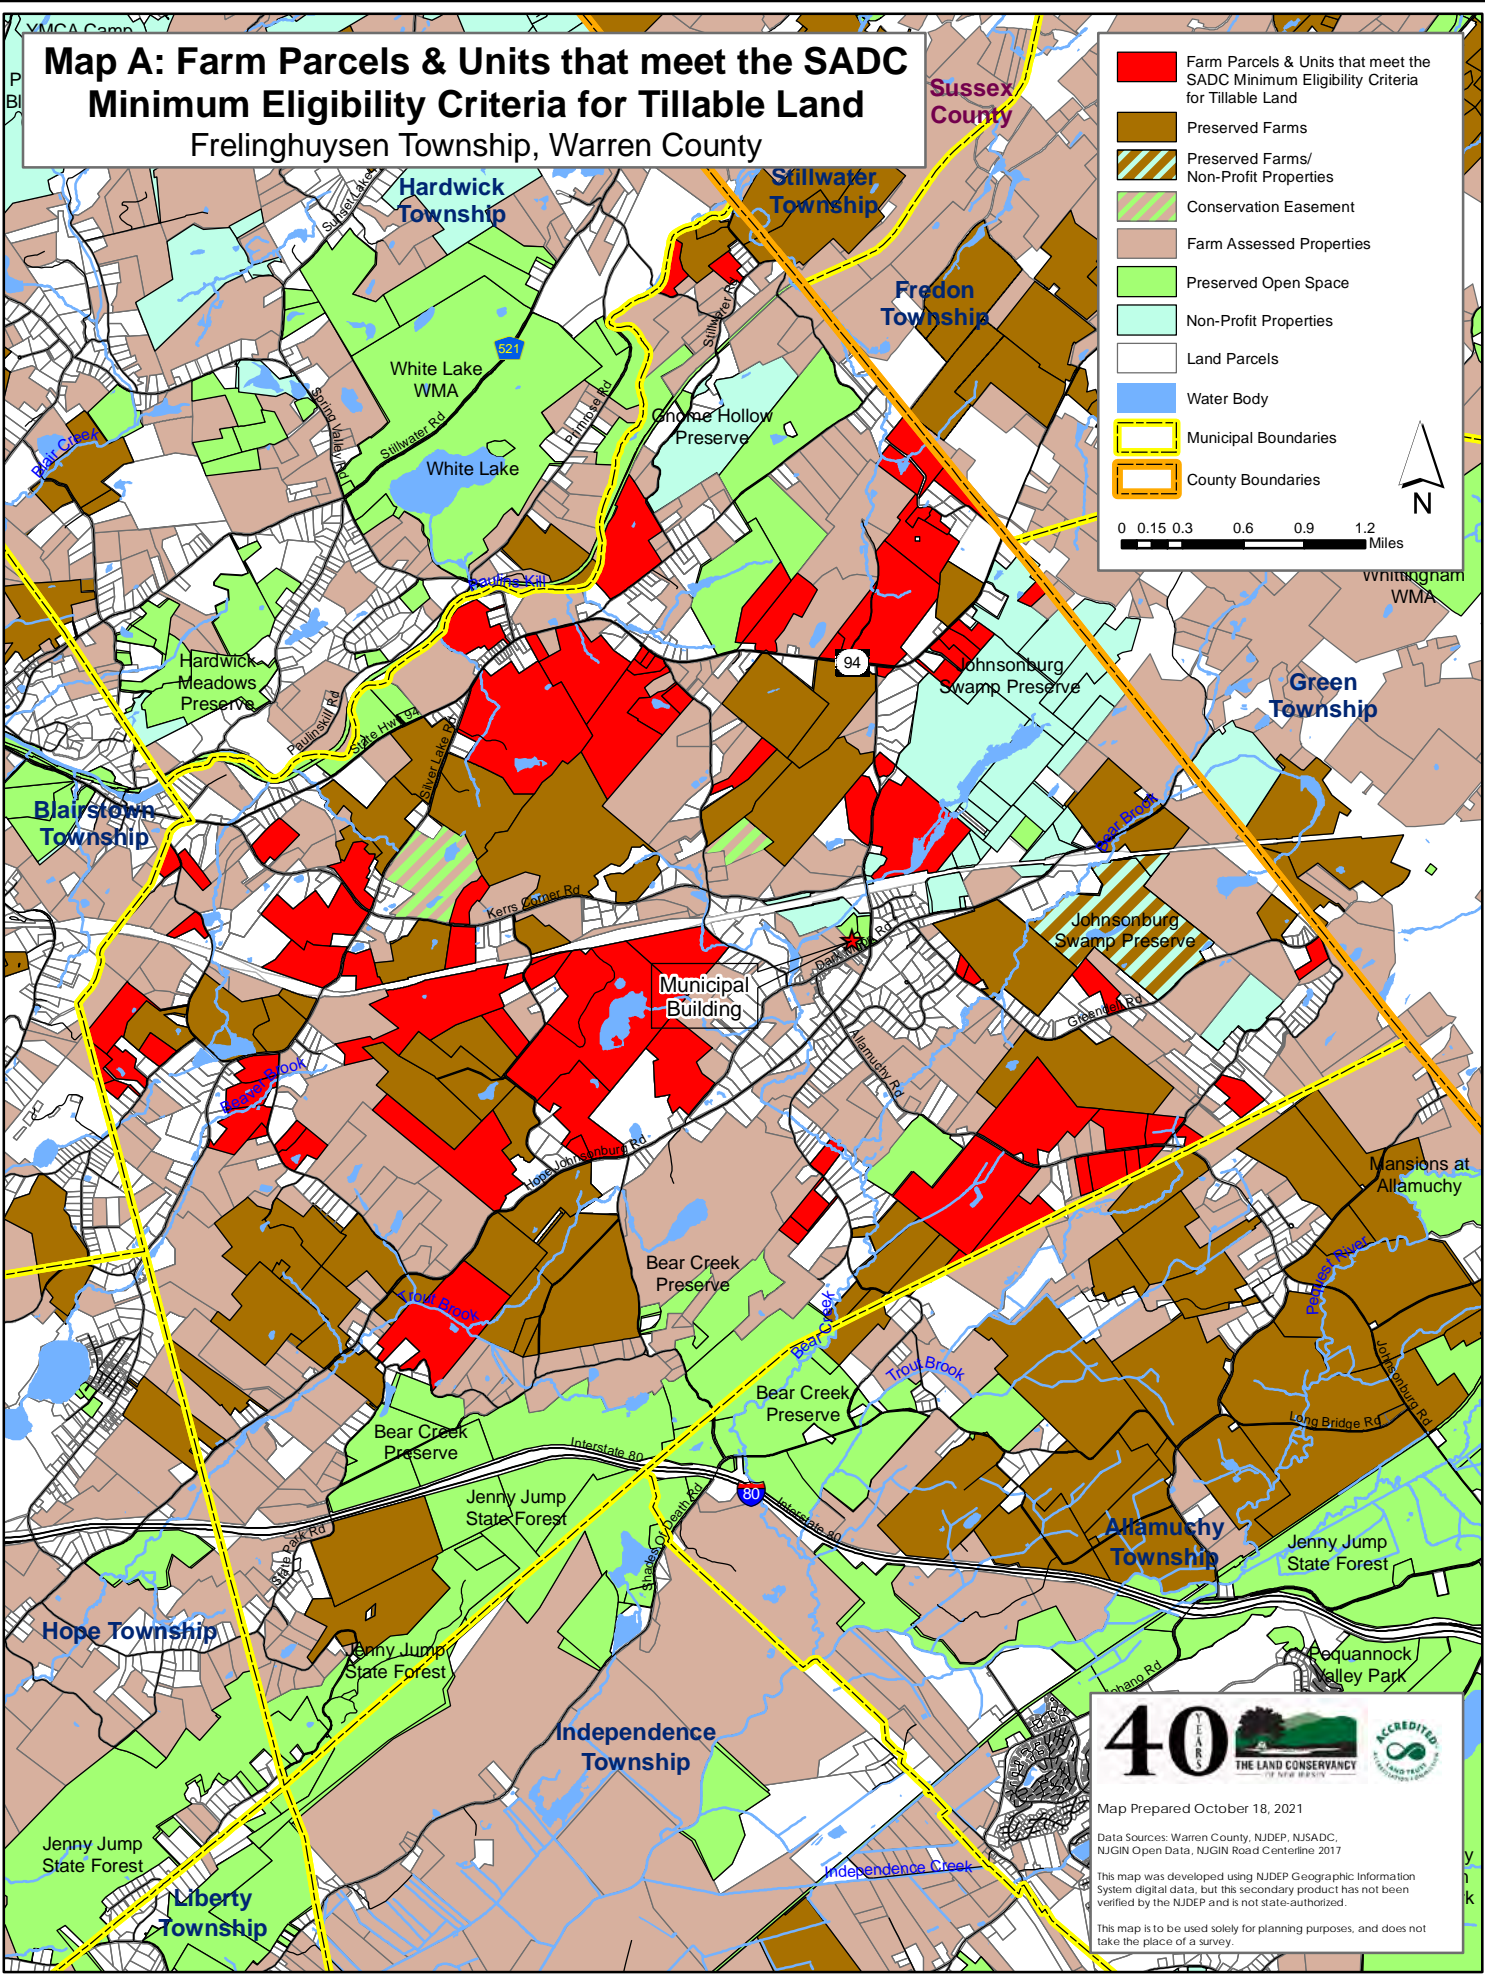 YMCA Camp
Map A: Farm Parcels & Units that meet the SADC
Minimum Eligibility Criteria for Tillable Land
Frelinghuysen Township, Warren County
Farm Parcels & Units that meet the
SADC Minimum Eligibility Criteria
for Tillable Land
Preserved Farms
Preserved Farms/
Non-Profit Properties
Conservation Easement
Farm Assessed Properties
Preserved Open Space
Non-Profit Properties
Land Parcels
Water Body
Municipal Boundaries
County Boundaries
N
0 0.15 0.3 0.6 0.9 1.2
Miles
Sussex
County
Hardwick
Township
Stillwater
Township
Sunset Lake
Fredon
Township
Stillwater Rd
521
White Lake
WMA
Spring Valley Rd
Primrose Rd
Gnome Hollow
Preserve
Stillwater Rd
Blair Creek
White Lake
Paulins Kill
Whittingham
WMA
94
Hardwick
Meadows
Preserve
Johnsonburg
Swamp Preserve
Green
Township
Paulinskill Rd
State Hwy 94
Silver Lake Rd
Blairstown
Township
Bear Brook
Kerrs Corner Rd
Johnsonburg
Swamp Preserve
Dark Moon Rd
Municipal
Building
Greendell Rd
Allamuchy Rd
Beaver Brook
Hope Johnsonburg Rd
Mansions at
Allamuchy
Bear Creek
Preserve
Pequest River
Trout Brook
Bear Creek
Trout Brook
Johnsonburg Rd
Bear Creek
Preserve
Long Bridge Rd
Bear Creek
Preserve
Interstate 80
80
Interstate 80
Jenny Jump
State Forest
Shades Of Death Rd
State Park Rd
Allamuchy
Township
Jenny Jump
State Forest
Hope Township
Jenny Jump
State Forest
Pequannock
Valley Park
Independence
Township
Jenny Jump
State Forest
Independence Creek
Liberty
Township
40
YEARS
THE LAND CONSERVANCY
OF NEW JERSEY
ACCREDITED
LAND TRUST
Map Prepared October 18, 2021
Data Sources: Warren County, NJDEP, NJSADC,
NJGIN Open Data, NJGIN Road Centerline 2017
This map was developed using NJDEP Geographic Information
System digital data, but this secondary product has not been
verified by the NJDEP and is not state-authorized.
This map is to be used solely for planning purposes, and does not
take the place of a survey.